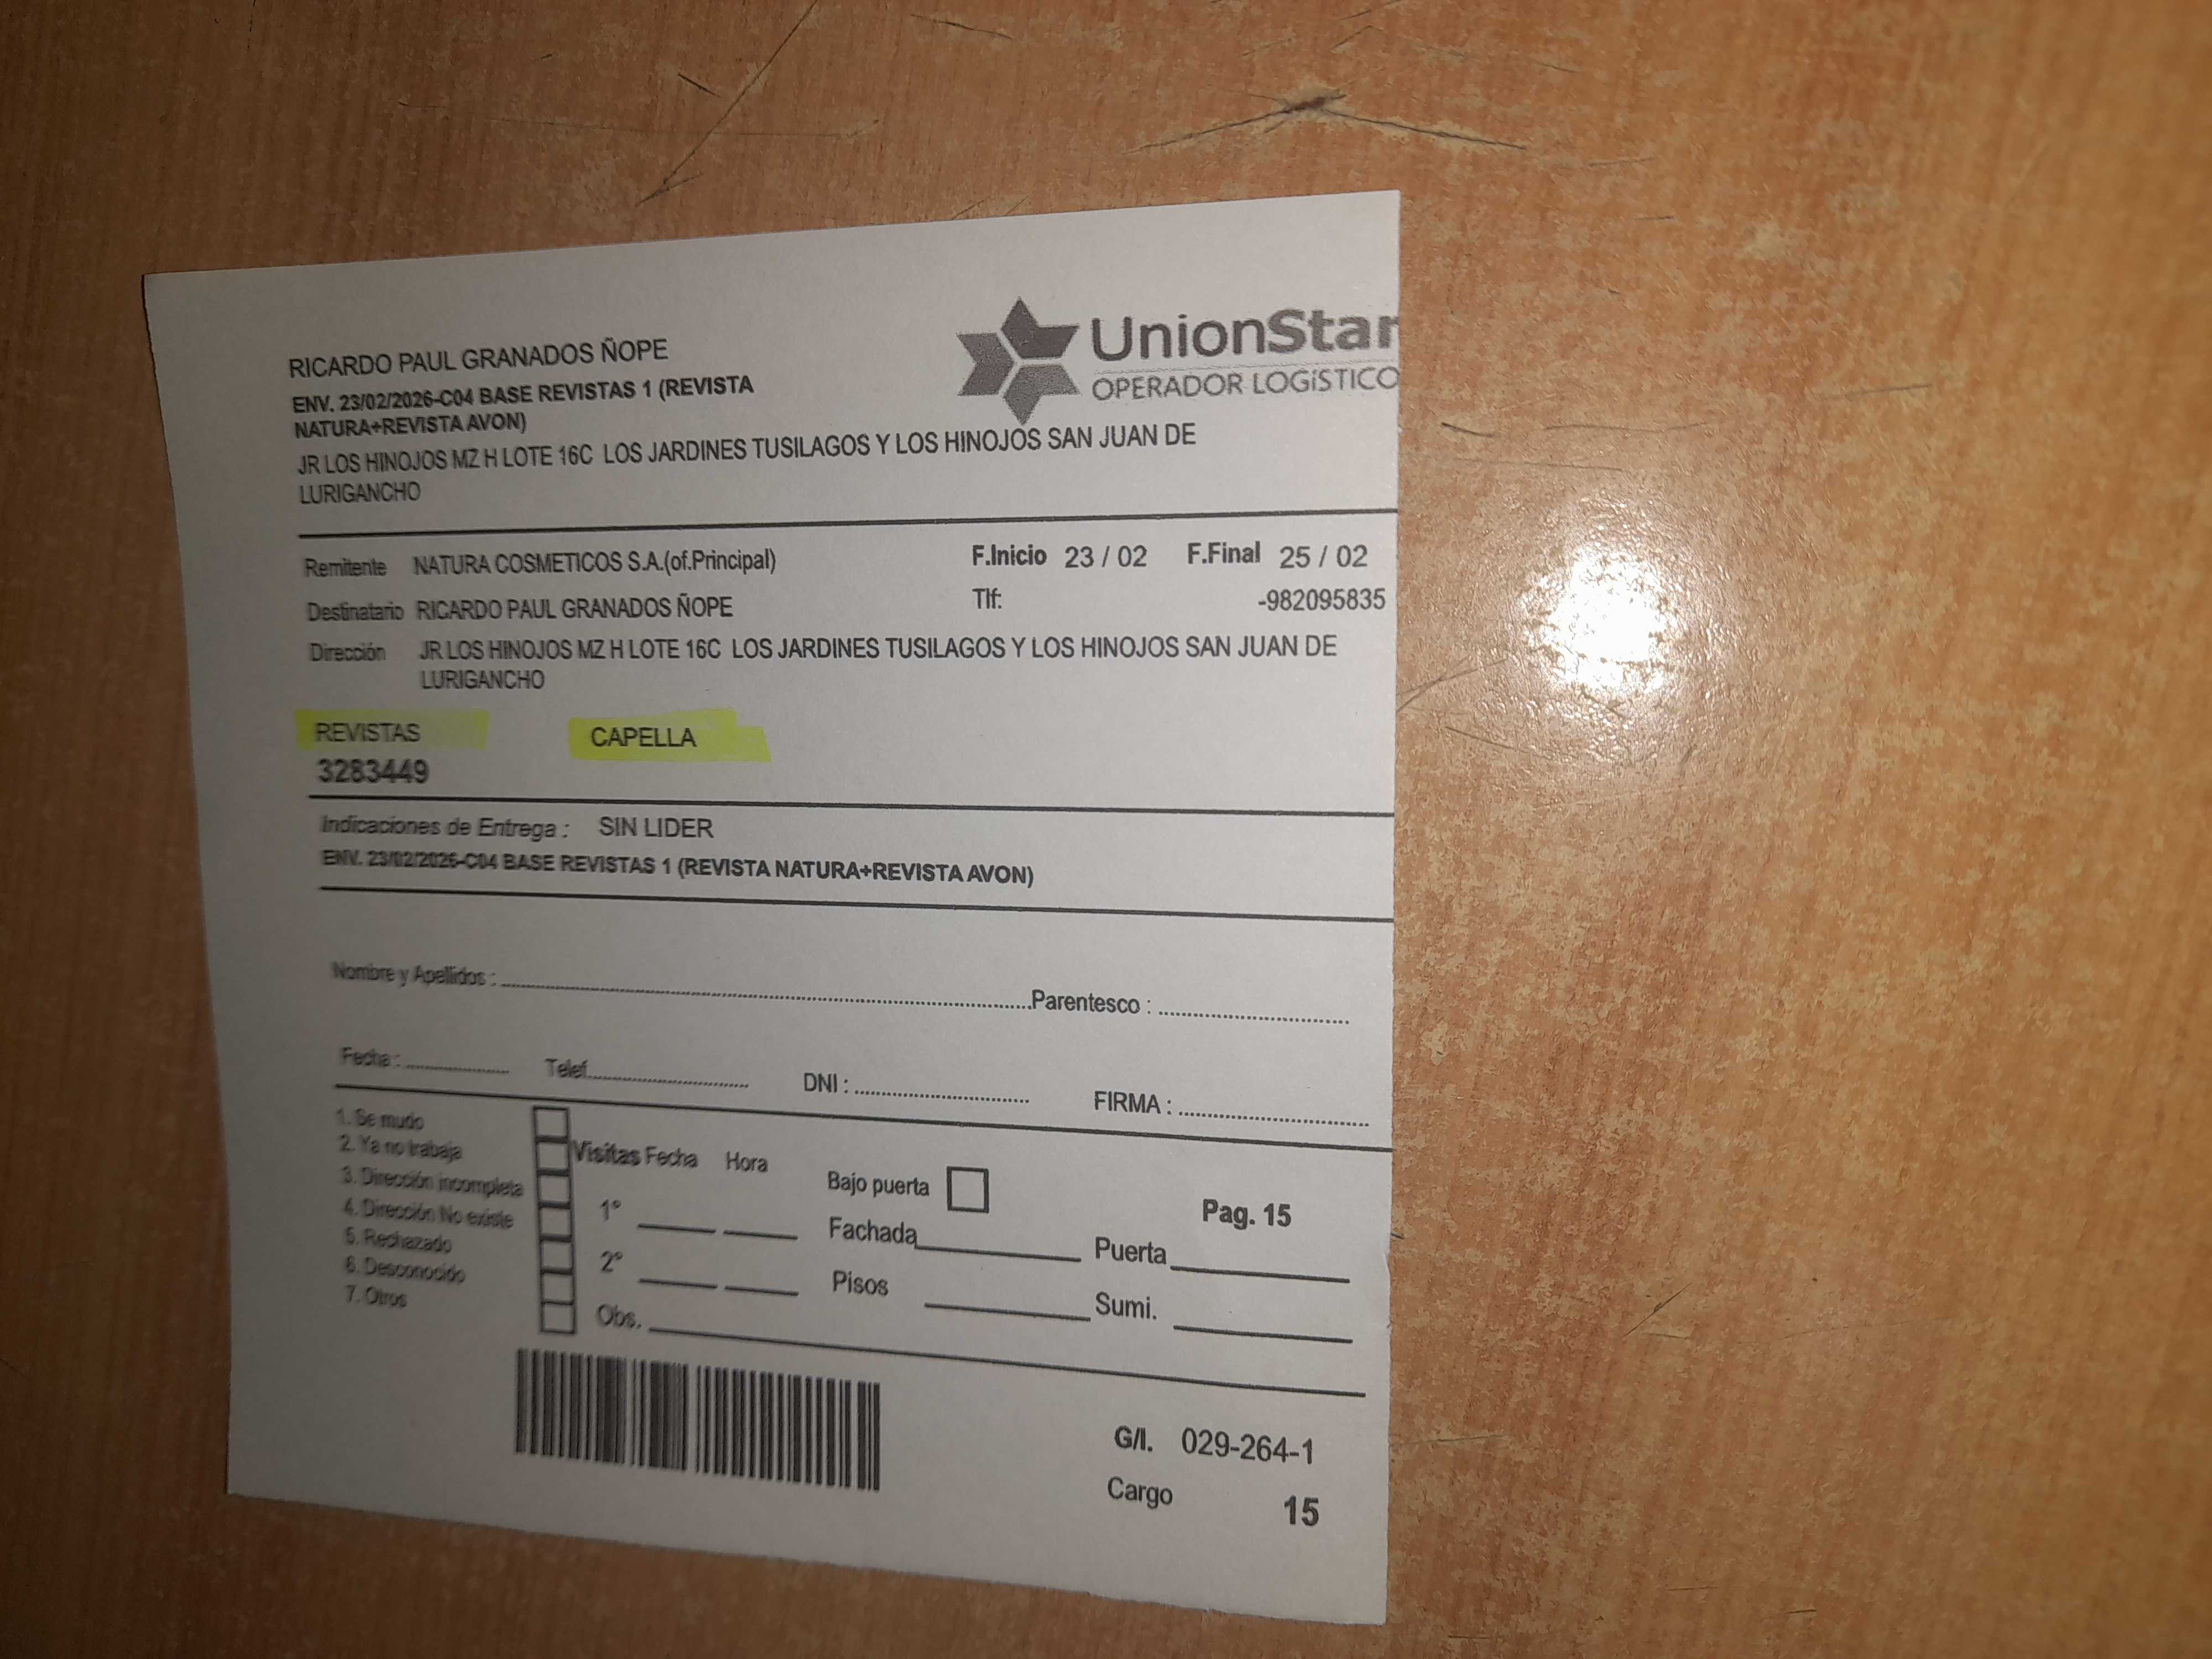 RICARDO PAUL GRANADOS ÑOPE
ENV. 23/02/2026-C04 BASE REVISTAS 1 (REVISTA
NATURA+REVISTA AVON)
UnionStar
OPERADOR LOGÍSTICO
JR LOS HINOJOS MZ H LOTE 16C LOS JARDINES TUSILAGOS Y LOS HINOJOS SAN JUAN DE
LURIGANCHO
Remitente NATURA COSMETICOS S.A.(of.Principal) F.Inicio 23 / 02 F.Final 25 / 02
Destinatario RICARDO PAUL GRANADOS ÑOPE Tlf: -982095835
Dirección JR LOS HINOJOS MZ H LOTE 16C LOS JARDINES TUSILAGOS Y LOS HINOJOS SAN JUAN DE
LURIGANCHO
REVISTAS CAPELLA
3283449
Indicaciones de Entrega : SIN LIDER
ENV. 23/02/2026-C04 BASE REVISTAS 1 (REVISTA NATURA+REVISTA AVON)
Nombre y Apellidos : Parentesco :
Fecha : Telef. DNI : FIRMA :
1. Se mudo
2. Ya no trabaja
3. Dirección incompleta
4. Dirección No existe
5. Rechazado
6. Desconocido
7. Otros
Visitas Fecha Hora
1°
2°
Obs.
Bajo puerta
Fachada
Pisos
Pag. 15
Puerta
Sumi.
G/I. 029-264-1
Cargo 15